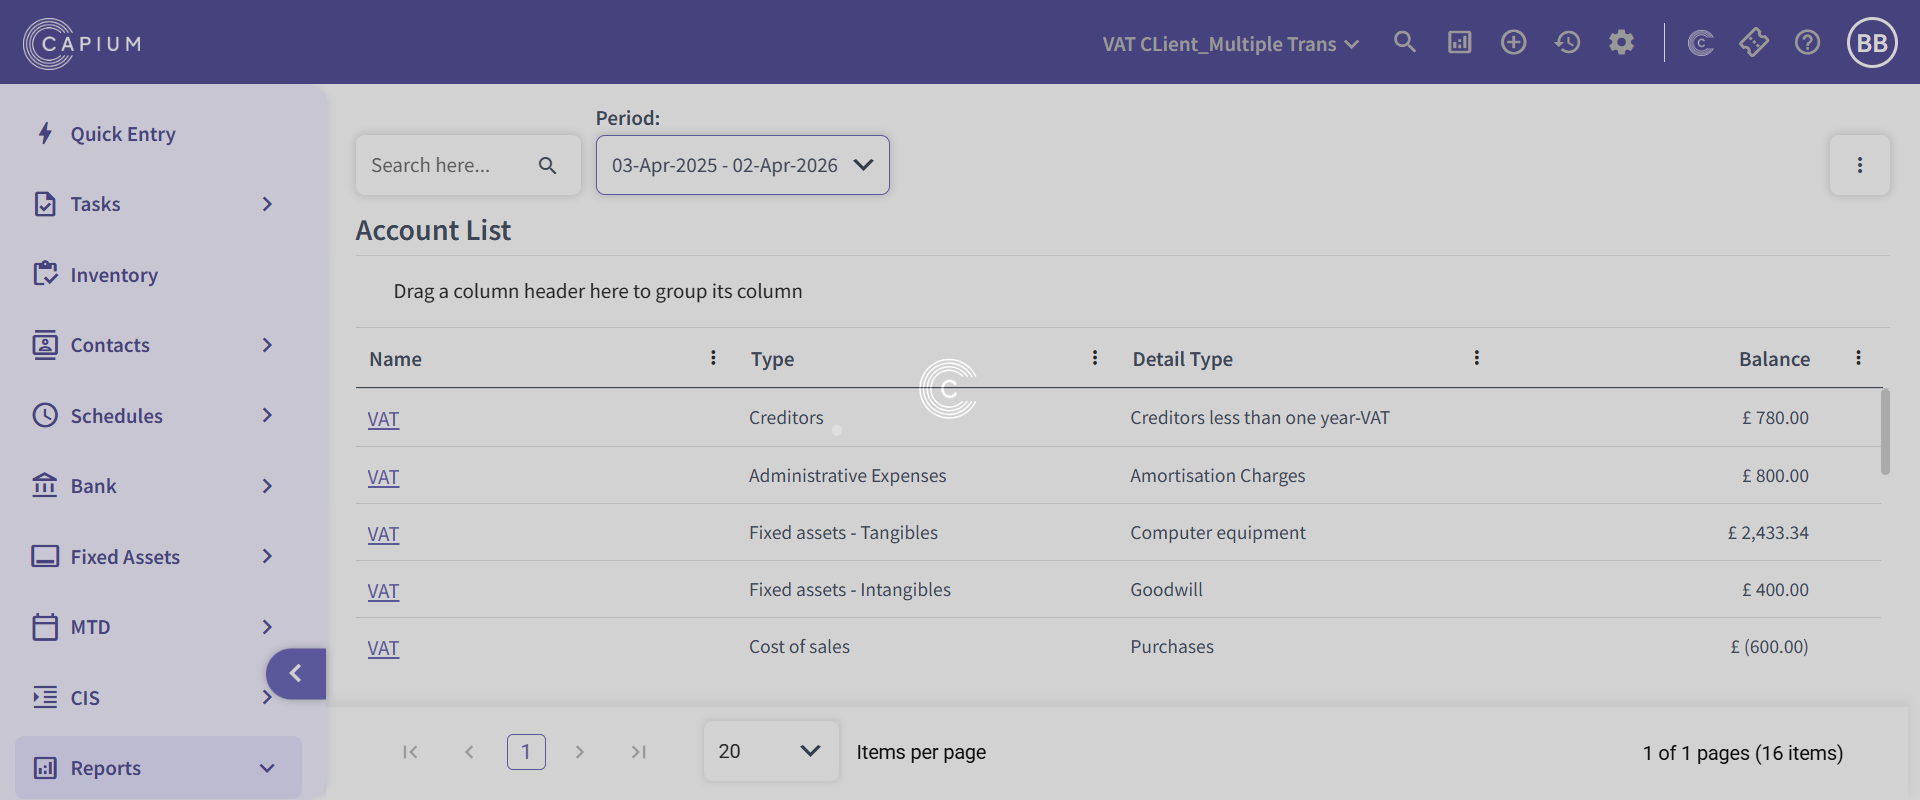 CAPIUM
VAT CLient_Multiple Trans
C
BB
Quick Entry
Tasks
Inventory
Contacts
Schedules
Bank
Fixed Assets
MTD
CIS
Reports
Period:
Search here...
03-Apr-2025 - 02-Apr-2026
Account List
Drag a column header here to group its column
Name Type Detail Type Balance
C
VAT Creditors Creditors less than one year-VAT £ 780.00
VAT Administrative Expenses Amortisation Charges £ 800.00
VAT Fixed assets - Tangibles Computer equipment £ 2,433.34
VAT Fixed assets - Intangibles Goodwill £ 400.00
VAT Cost of sales Purchases £ (600.00)
1 20 Items per page 1 of 1 pages (16 items)